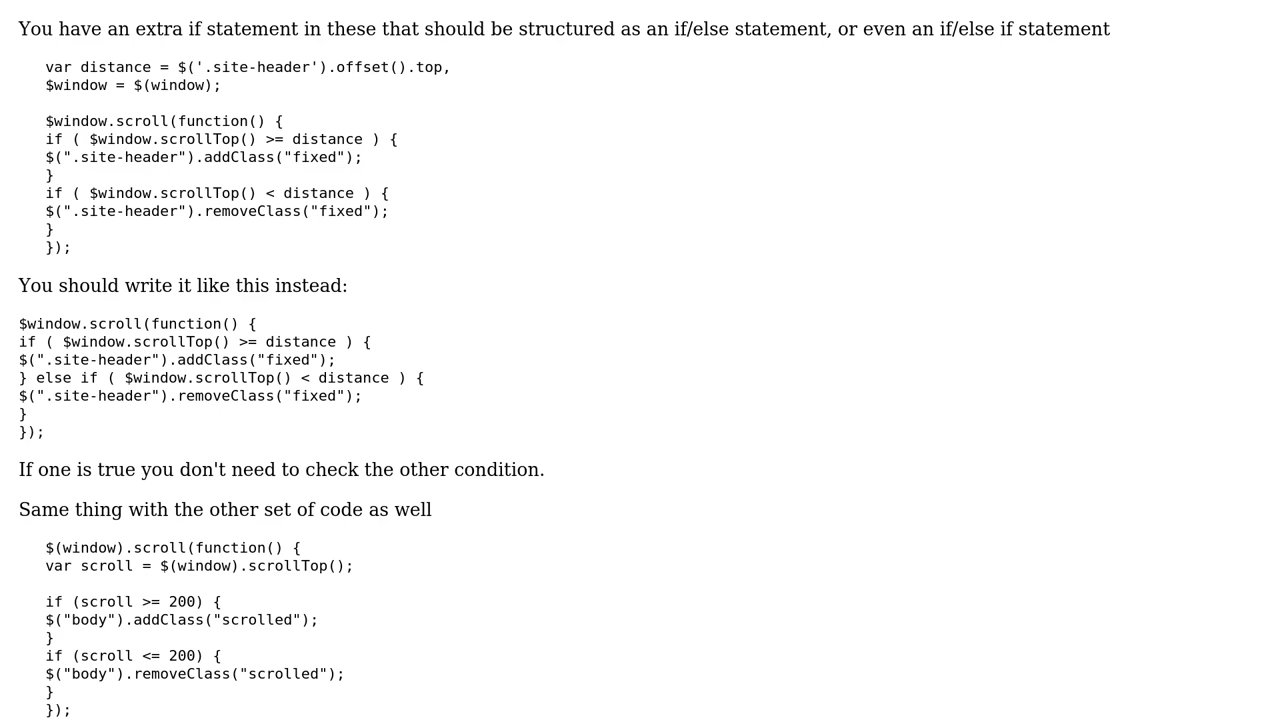 You have an extra if statement in these that should be structured as an if/else statement, or even an if/else if statement
var distance = $('.site-header').offset().top,
$window = $(window);
$window.scroll(function() {
if ( $window.scrollTop() >= distance ) {
$(".site-header").addClass("fixed");
}
if ( $window.scrollTop() < distance ) {
$(".site-header").removeClass("fixed");
}
});
You should write it like this instead:
$window.scroll(function() {
if ( $window.scrollTop() >= distance ) {
$(".site-header").addClass("fixed");
} else if ( $window.scrollTop() < distance ) {
$(".site-header").removeClass("fixed");
}
});
If one is true you don't need to check the other condition.
Same thing with the other set of code as well
$(window).scroll(function() {
var scroll = $(window).scrollTop();
if (scroll >= 200) {
$("body").addClass("scrolled");
}
if (scroll <= 200) {
$("body").removeClass("scrolled");
}
});